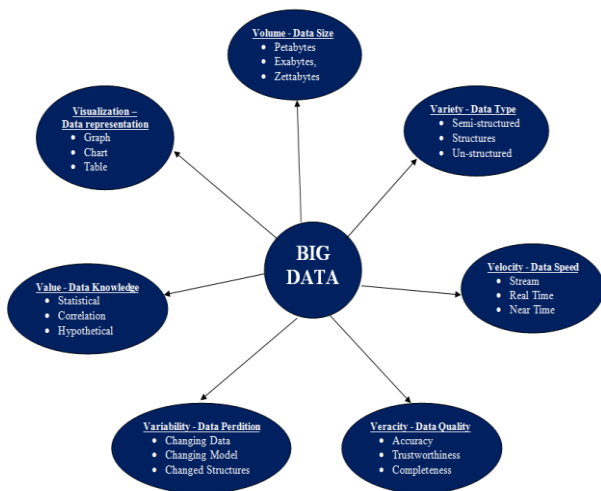 Volume - Data Size
• Petabytes
• Exabytes,
• Zettabytes
Visualization –
Data representation
• Graph
• Chart
• Table
Variety - Data Type
• Semi-structured
• Structures
• Un-structured
BIG
DATA
Value - Data Knowledge
• Statistical
• Correlation
• Hypothetical
Velocity - Data Speed
• Stream
• Real Time
• Near Time
Variability - Data Perdition
• Changing Data
• Changing Model
• Changed Structures
Veracity - Data Quality
• Accuracy
• Trustworthiness
• Completeness